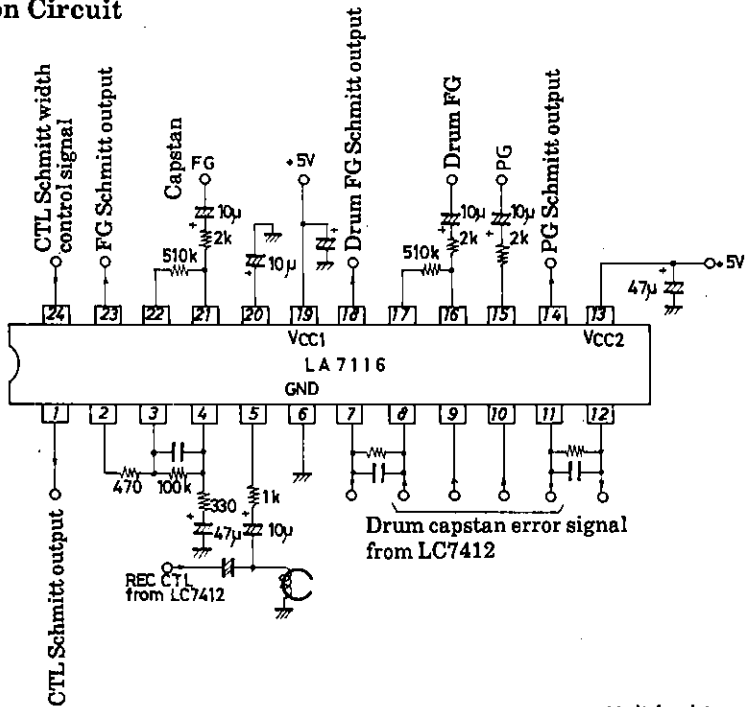 on Circuit
CTL Schmitt width
control signal
FG Schmitt output
Capstan
FG
+5V
Drum FG Schmitt output
Drum FG
PG
PG Schmitt output
+5V
10μ
2k
510k
10μ
510k
10μ
2k
10μ
2k
47μ
24 23 22 21 20 19 18 17 16 15 14 13
VCC1 VCC2
LA7116
GND
1 2 3 4 5 6 7 8 9 10 11 12
470 100k
330
47μ
1k
10μ
REC CTL
from LC7412
Drum capstan error signal
from LC7412
CTL Schmitt output